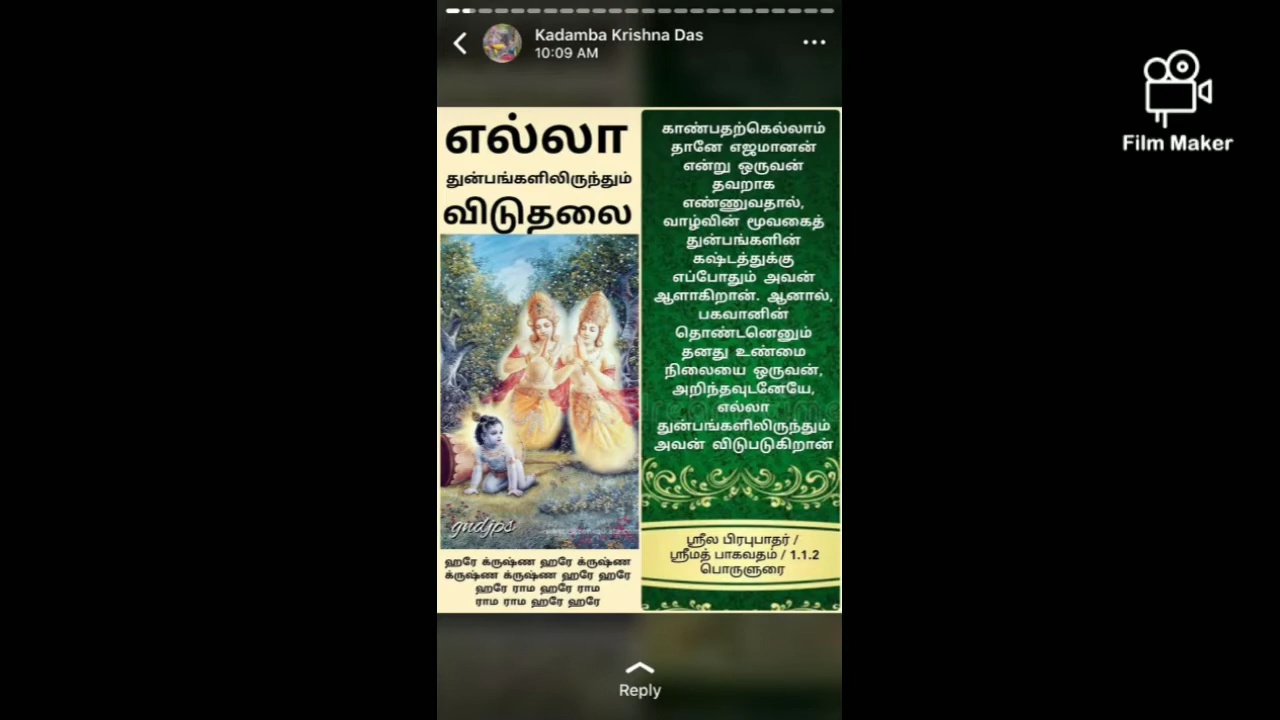 Kadamba Krishna Das
10:09 AM
Film Maker
எல்லா
துன்பங்களிலிருந்தும்
விடுதலை
gndjps
ஹரே க்ருஷ்ண ஹரே க்ருஷ்ண
க்ருஷ்ண க்ருஷ்ண ஹரே ஹரே
ஹரே ராம ஹரே ராம
ராம ராம ஹரே ஹரே
காண்பதற்கெல்லாம்
தானே எஜமானன்
என்று ஒருவன்
தவறாக
எண்ணுவதால்,
வாழ்வின் மூவகைத்
துன்பங்களின்
கஷ்டத்துக்கு
எப்போதும் அவன்
ஆளாகிறான். ஆனால்,
பகவானின்
தொண்டனெனும்
தனது உண்மை
நிலையை ஒருவன்,
அறிந்தவுடனேயே,
எல்லா
துன்பங்களிலிருந்தும்
அவன் விடுபடுகிறான்
ஸ்ரீல பிரபுபாதர் /
ஸ்ரீமத் பாகவதம் / 1.1.2
பொருளுரை
Reply